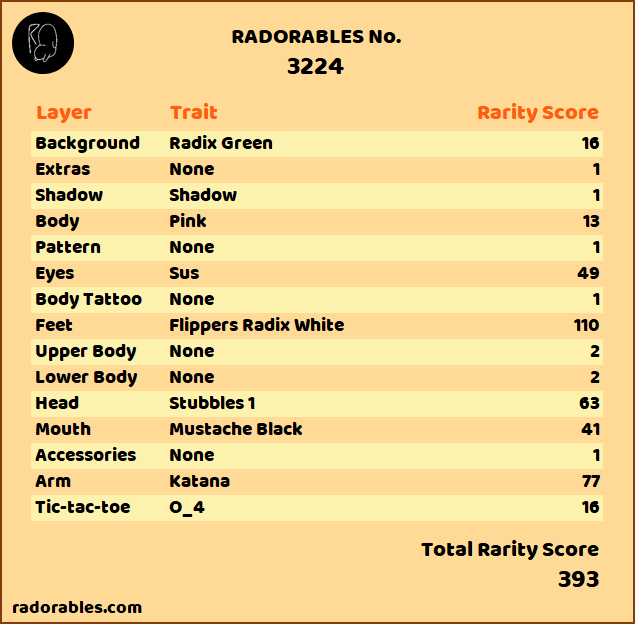 RADORABLES No.
3224
Layer Trait Rarity Score
Background Radix Green 16
Extras None 1
Shadow Shadow 1
Body Pink 13
Pattern None 1
Eyes Sus 49
Body Tattoo None 1
Feet Flippers Radix White 110
Upper Body None 2
Lower Body None 2
Head Stubbles 1 63
Mouth Mustache Black 41
Accessories None 1
Arm Katana 77
Tic-tac-toe O_4 16
Total Rarity Score
393
radorables.com